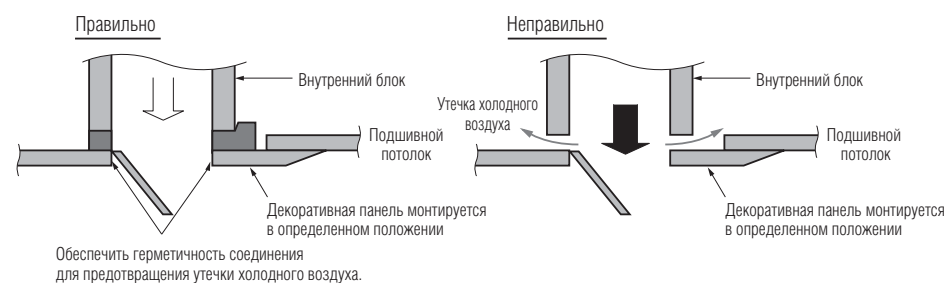 Правильно
Внутренний блок
Подшивной
потолок
Декоративная панель монтируется
в определенном положении
Обеспечить герметичность соединения
для предотвращения утечки холодного воздуха.
Неправильно
Утечка холодного
воздуха
Внутренний блок
Подшивной
потолок
Декоративная панель монтируется
в определенном положении